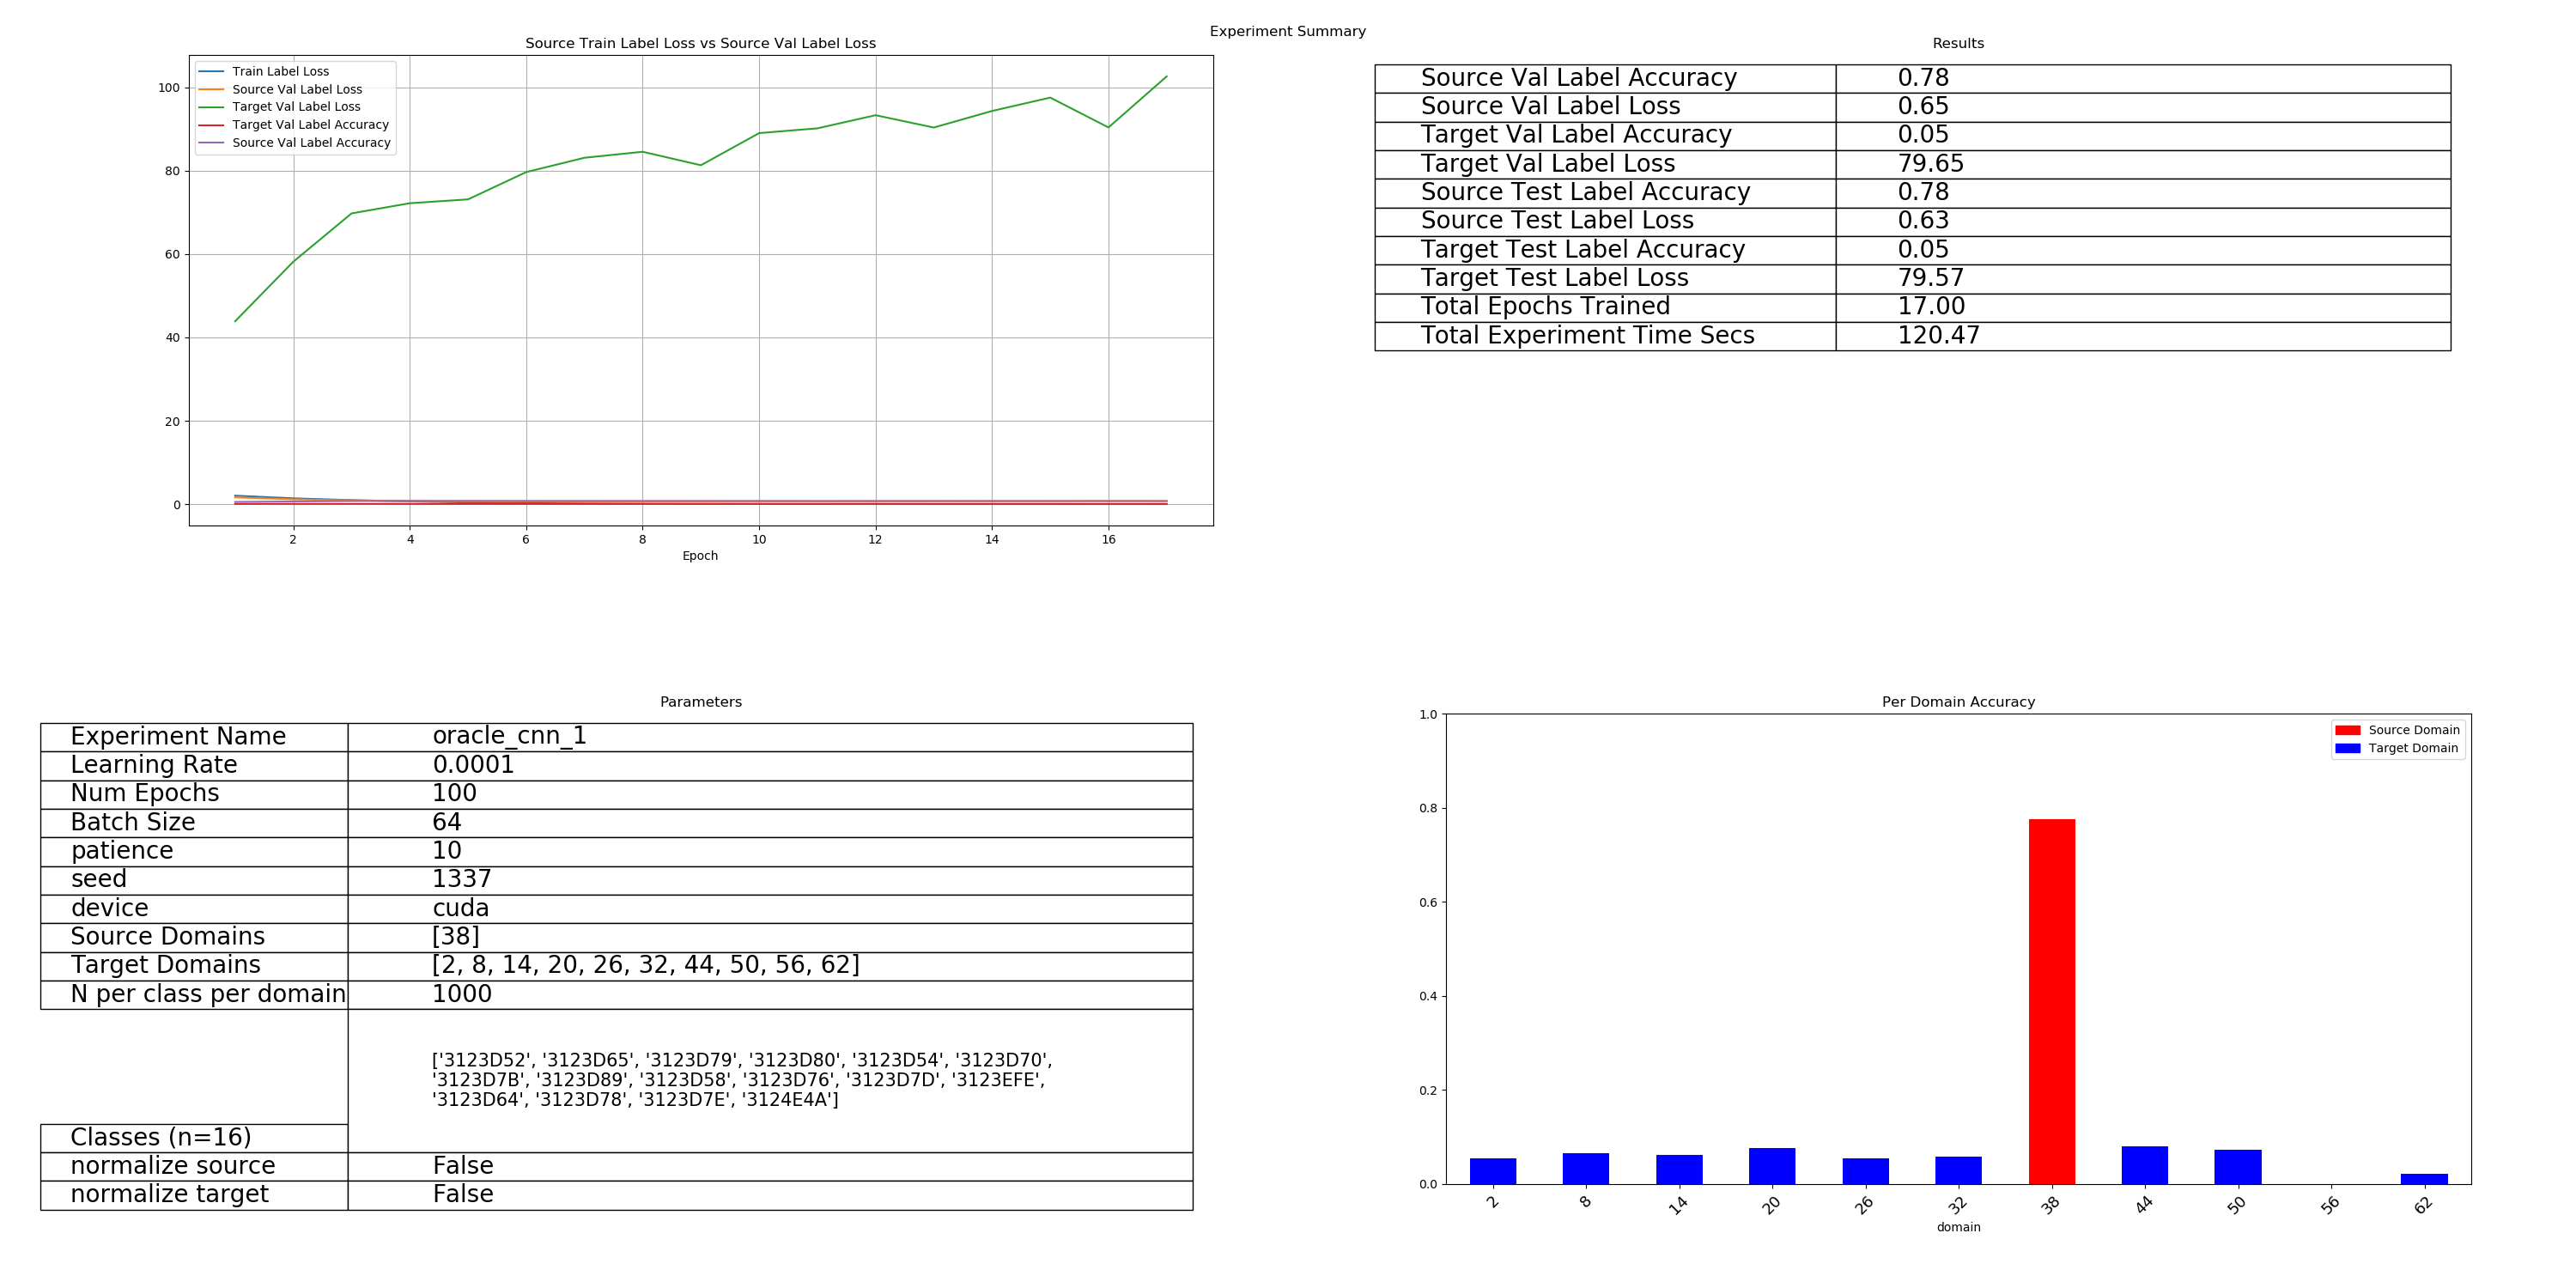 Experiment Summary
Source Train Label Loss vs Source Val Label Loss
Train Label Loss
Source Val Label Loss
Target Val Label Loss
Target Val Label Accuracy
Source Val Label Accuracy
100
80
60
40
20
0
2 4 6 8 10 12 14 16
Epoch
Results
Source Val Label Accuracy 0.78
Source Val Label Loss 0.65
Target Val Label Accuracy 0.05
Target Val Label Loss 79.65
Source Test Label Accuracy 0.78
Source Test Label Loss 0.63
Target Test Label Accuracy 0.05
Target Test Label Loss 79.57
Total Epochs Trained 17.00
Total Experiment Time Secs 120.47
Parameters
Experiment Name oracle_cnn_1
Learning Rate 0.0001
Num Epochs 100
Batch Size 64
patience 10
seed 1337
device cuda
Source Domains [38]
Target Domains [2, 8, 14, 20, 26, 32, 44, 50, 56, 62]
N per class per domain 1000
['3123D52', '3123D65', '3123D79', '3123D80', '3123D54', '3123D70',
'3123D7B', '3123D89', '3123D58', '3123D76', '3123D7D', '3123EFE',
'3123D64', '3123D78', '3123D7E', '3124E4A']
Classes (n=16)
normalize source False
normalize target False
Per Domain Accuracy
Source Domain
Target Domain
1.0
0.8
0.6
0.4
0.2
0.0
2 8 14 20 26 32 38 44 50 56 62
domain